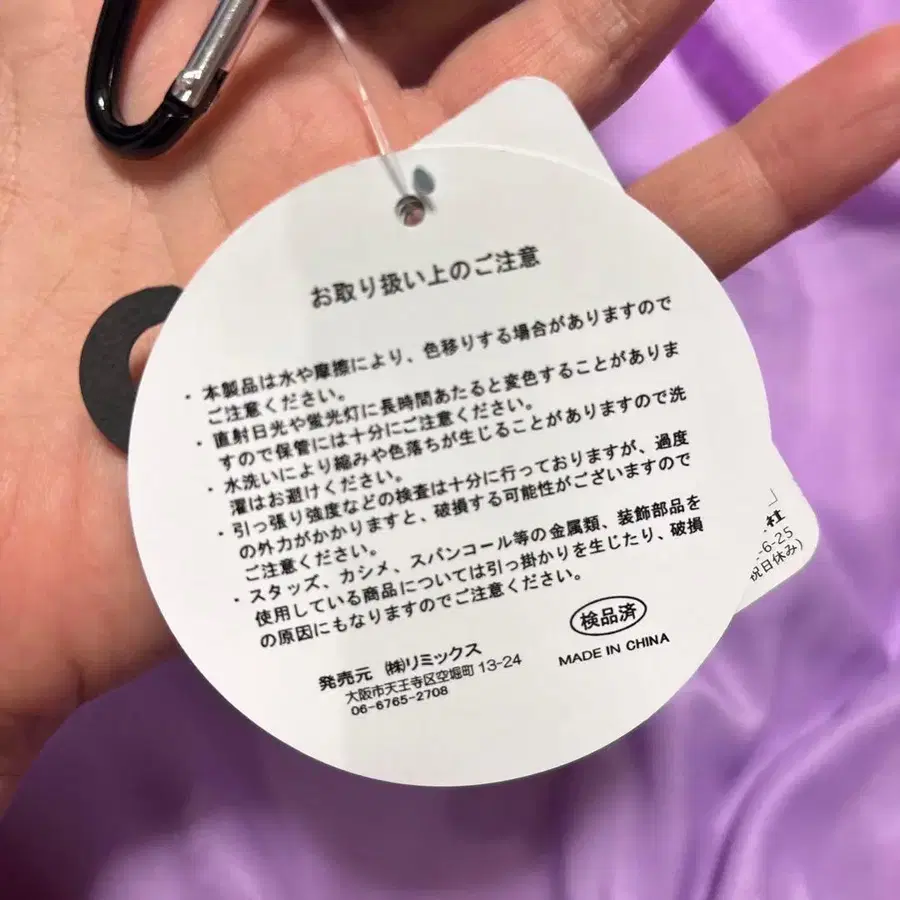 お取り扱い上のご注意
・本製品は水や摩擦により、色移りする場合がありますので
ご注意ください。
・直射日光や蛍光灯に長時間あたると変色することがありま
すので保管には十分にご注意ください。
・水洗いにより縮みや色落ちが生じることがありますので洗
濯はお避けください。
・引っ張り強度などの検査は十分に行っておりますが、過度
の外力がかかりますと、破損する可能性がございますので
ご注意ください。
・スタッズ、カシメ、スパンコール等の金属類、装飾部品を
使用している商品については引っ掛かりを生じたり、破損
の原因にもなりますのでご注意ください。
検品済
MADE IN CHINA
発売元 ㈱リミックス
大阪市天王寺区空堀町 13-24
06-6765-2708
」
社
-6-25
祝日休み)